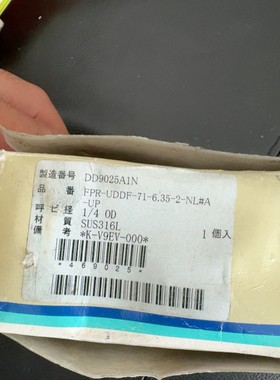 製造番号 DD9025A1N
品番 FPR-UDDF-71-6.35-2-NL#A
-UP
呼ビ径 1/4 OD
材質 SUS316L
備考 *K-V9EV-000* 1個入
*469025*